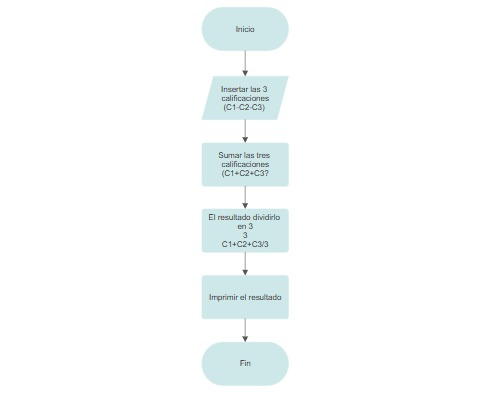 Inicio
Insertar las 3
calificaciones
(C1-C2-C3)
Sumar las tres
calificaciones
(C1+C2+C3?
El resultado dividirlo
en 3
3
C1+C2+C3/3
Imprimir el resultado
Fin